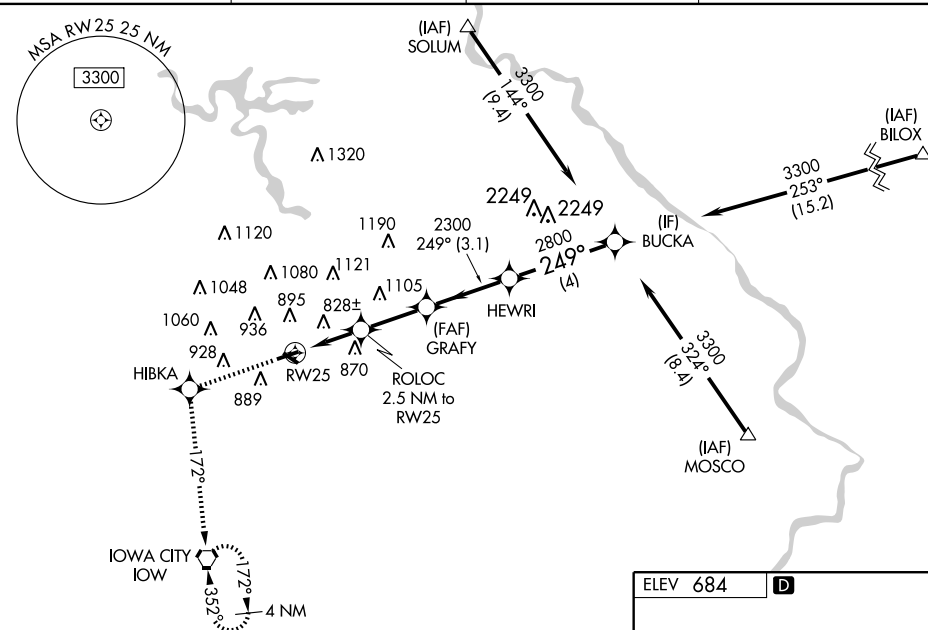 MSA RW25 25 NM
3300
(IAF)
SOLUM
3300
144°
(9.4)
(IAF)
BILOX
3300
253°
(15.2)
1320
2249
2249
(IF)
BUCKA
1190
2300
249° (3.1)
2800
249°
(4)
1120
1080
1121
1048
1105
HEWRI
895
828±
1060
936
(FAF)
GRAFY
928
HIBKA
RW25
870
889
ROLOC
2.5 NM to
RW25
3300
324°
(8.4)
(IAF)
MOSCO
172°
IOWA CITY
IOW
172°
352°
4 NM
ELEV 684
D